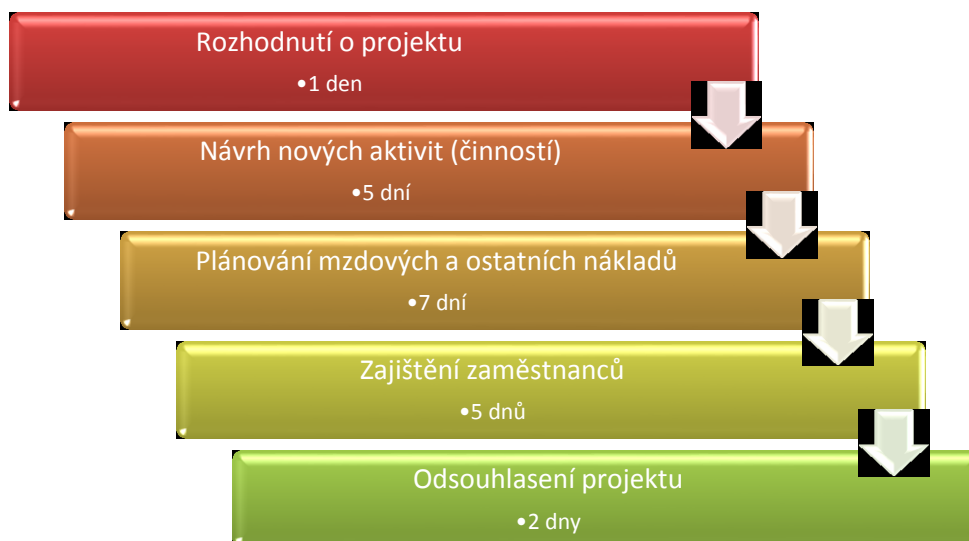 Rozhodnutí o projektu
•1 den
Návrh nových aktivit (činností)
•5 dní
Plánování mzdových a ostatních nákladů
•7 dní
Zajištění zaměstnanců
•5 dnů
Odsouhlasení projektu
•2 dny